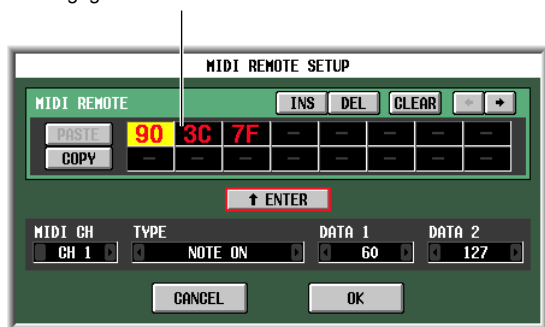 MIDI REMOTE SETUP
MIDI REMOTE INS DEL CLEAR
PASTE 90 3C 7F – – – – –
COPY – – – – – – – –
ENTER
MIDI CH TYPE DATA 1 DATA 2
CH 1 NOTE ON 60 127
CANCEL OK